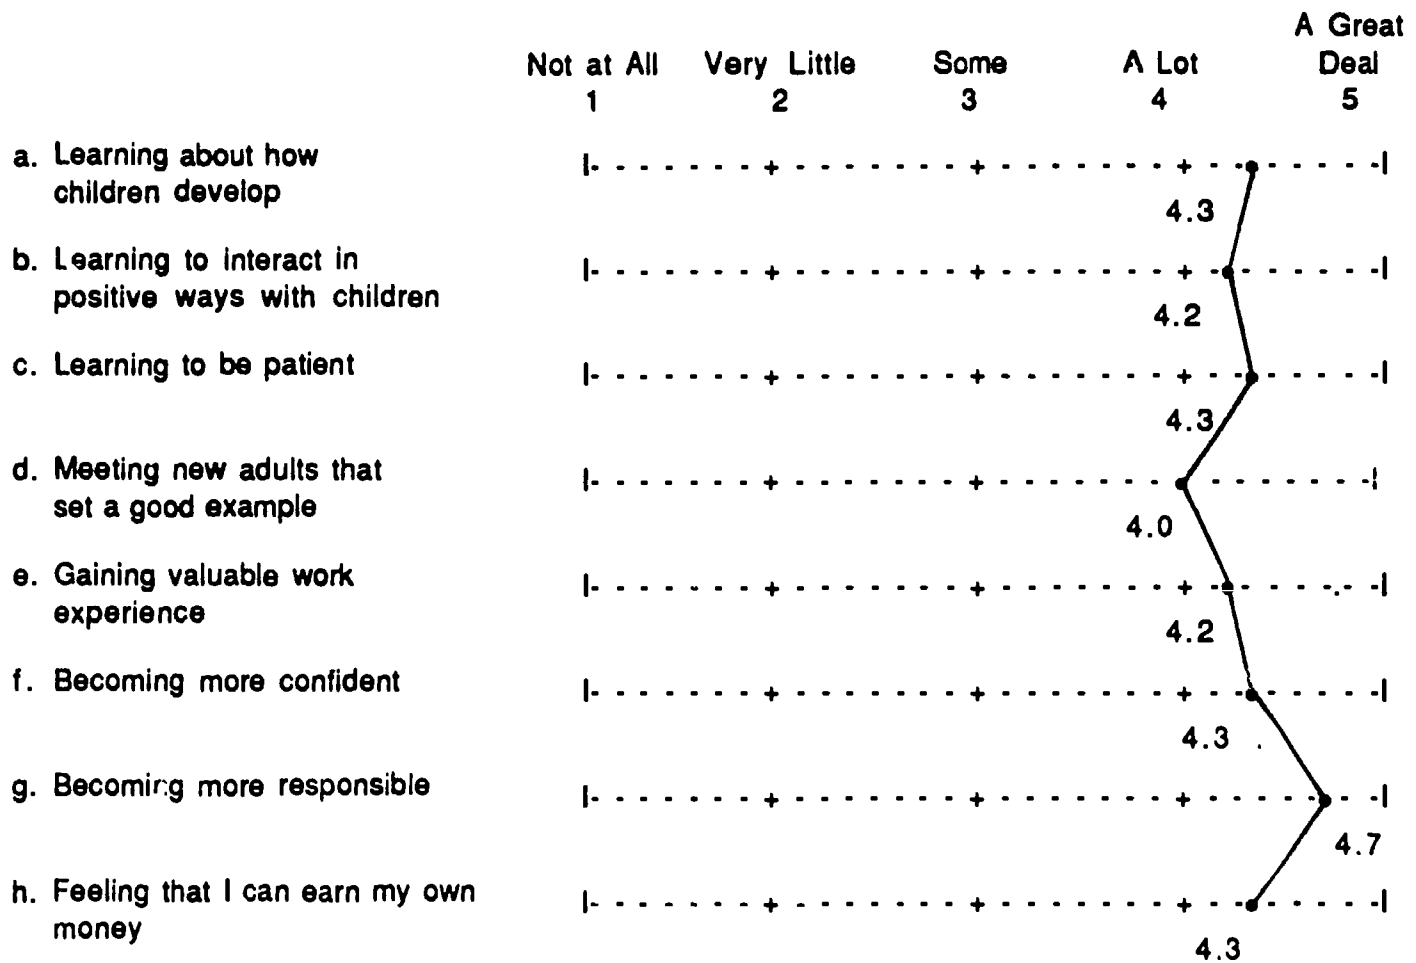 A Great
Not at All Very Little Some A Lot Deal
1 2 3 4 5
a. Learning about how
children develop
4.3
b. Learning to interact in
positive ways with children
4.2
c. Learning to be patient
4.3
d. Meeting new adults that
set a good example
4.0
e. Gaining valuable work
experience
4.2
f. Becoming more confident
4.3
g. Becoming more responsible
4.7
h. Feeling that I can earn my own
money
4.3